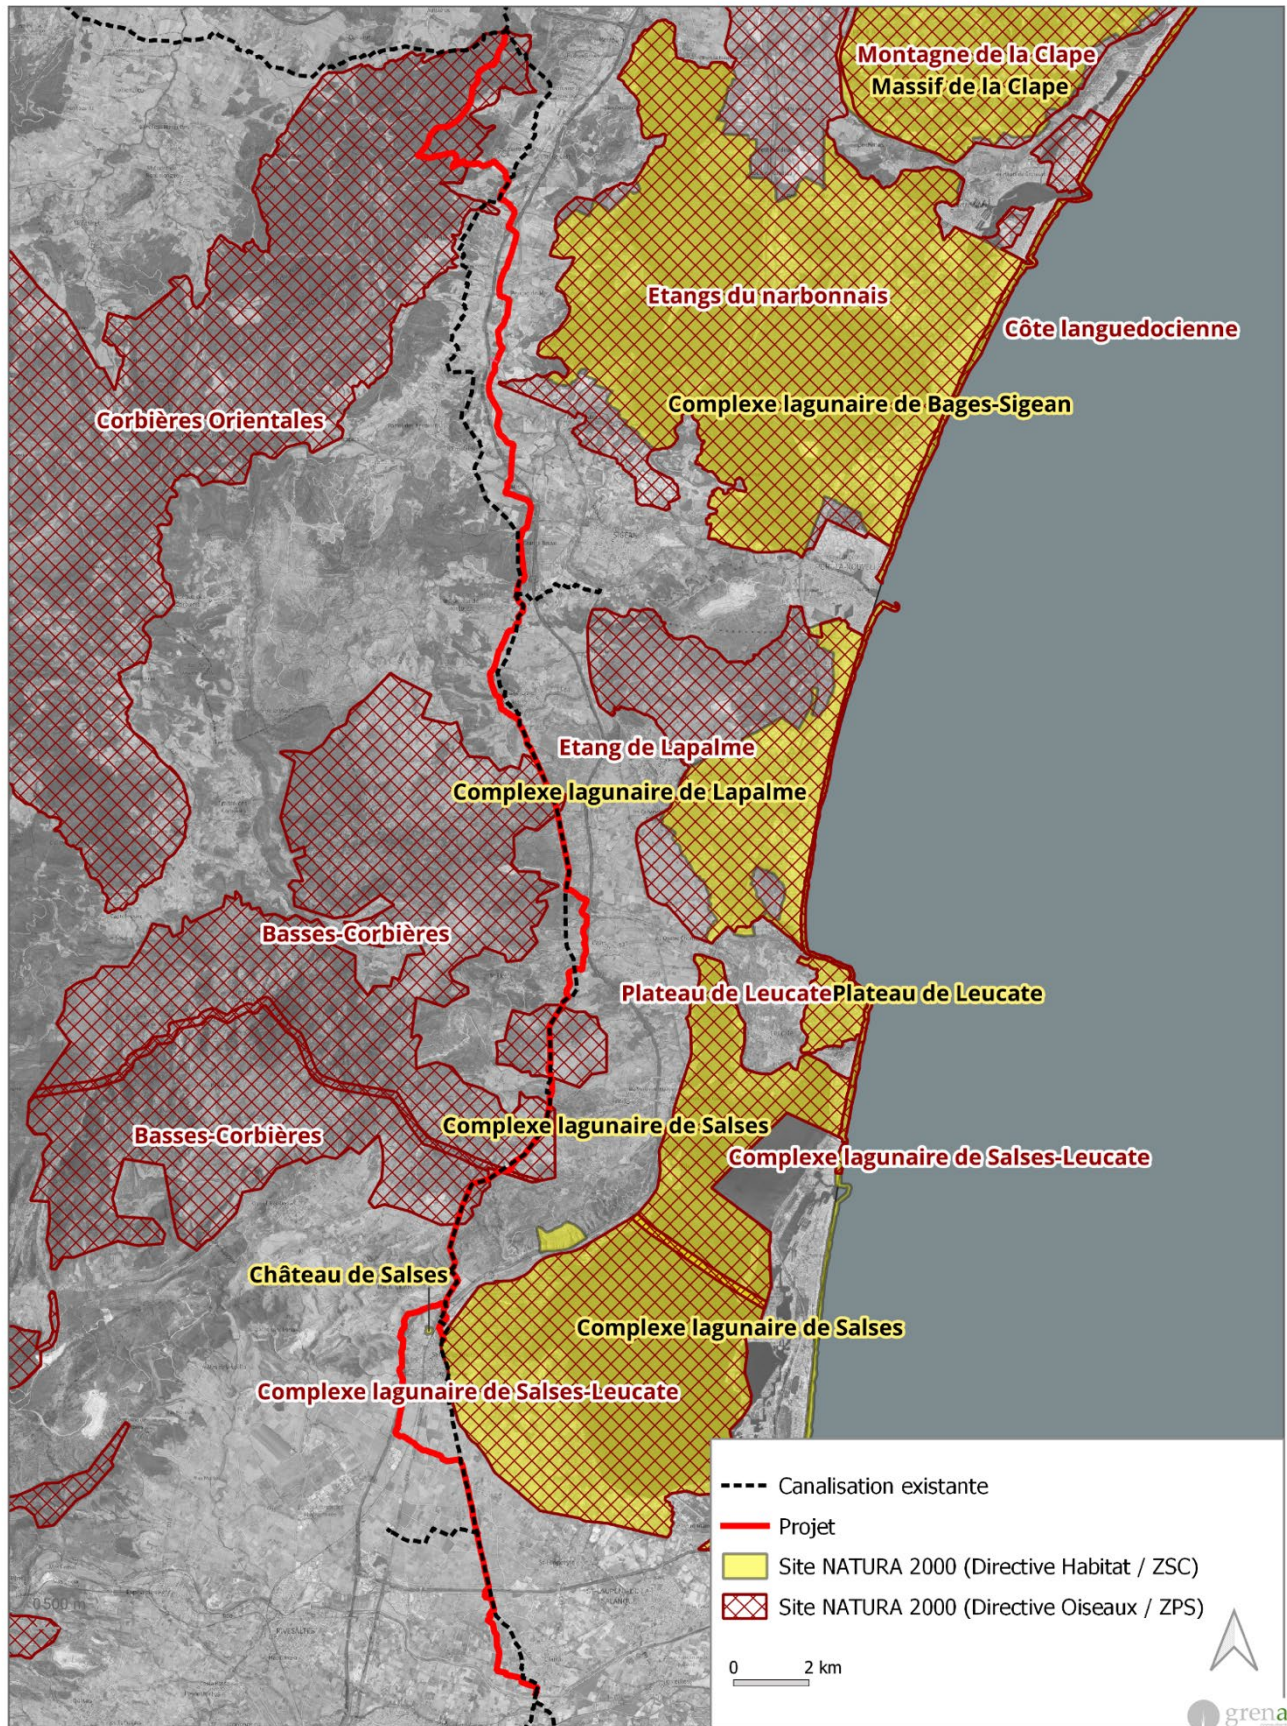 Montagne de la Clape
Massif de la Clape
Etangs du narbonnais
Côte languedocienne
Complexe lagunaire de Bages-Sigean
Corbières Orientales
Etang de Lapalme
Complexe lagunaire de Lapalme
Basses-Corbières
Plateau de Leucate Plateau de Leucate
Complexe lagunaire de Salses
Basses-Corbières
Complexe lagunaire de Salses-Leucate
Château de Salses
Complexe lagunaire de Salses
Complexe lagunaire de Salses-Leucate
Canalisation existante
Projet
Site NATURA 2000 (Directive Habitat / ZSC)
Site NATURA 2000 (Directive Oiseaux / ZPS)
0 2 km
0 500 m
grena